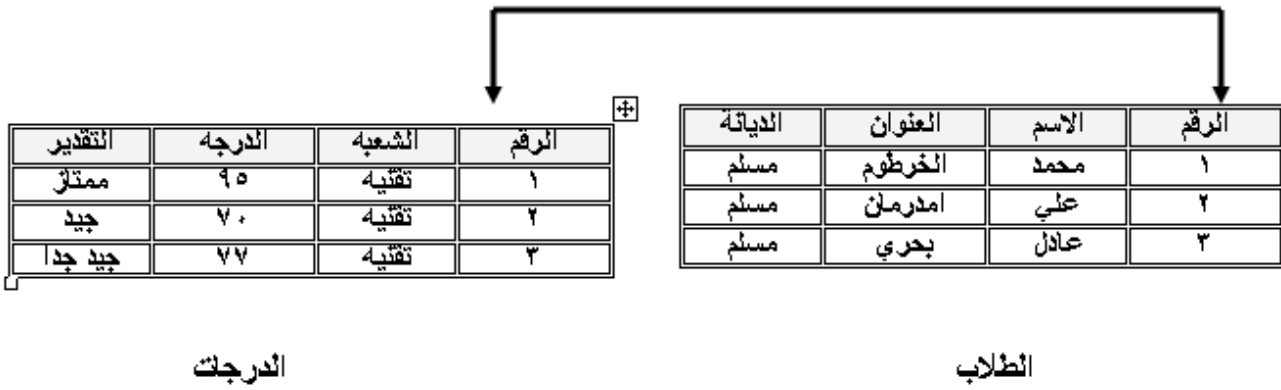 الرقم الاسم العنوان الديانة
١ محمد الخرطوم مسلم
٢ علي امدرمان مسلم
٣ عادل بحري مسلم
الطلاب
الرقم الشعبه الدرجه التقدير
١ تقنيه ٩٥ ممتاز
٢ تقنيه ٧٠ جيد
٣ تقنيه ٧٧ جيد جدا
الدرجات